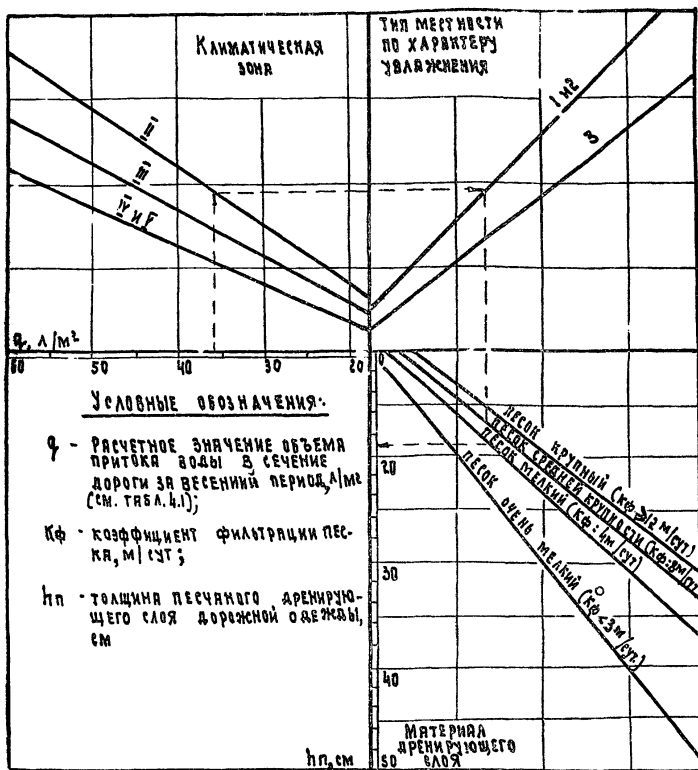 Климатическая
зона
Тип местности
по характеру
увлажнения
II
III
IV и V
1 и 2
3
q, л/м²
60
50
40
30
20
0
Условные обозначения:
q - расчетное значение объема
притока воды в сечение
дороги за весенний период, л/м²
(см. табл. 4.1);
Кф - коэффициент фильтрации пес-
ка, м/сут;
hп - толщина песчаного дренирую-
щего слоя дорожной одежды,
см
Песок крупный (Кф ≥ 12 м/сут)
Песок средней крупности (Кф = 8 м/сут
Песок мелкий (Кф = 4 м/сут)
Песок очень мелкий (Кф ≤ 3 м/сут)
20
30
40
50
hп, см
Материал
дренирующего
слоя